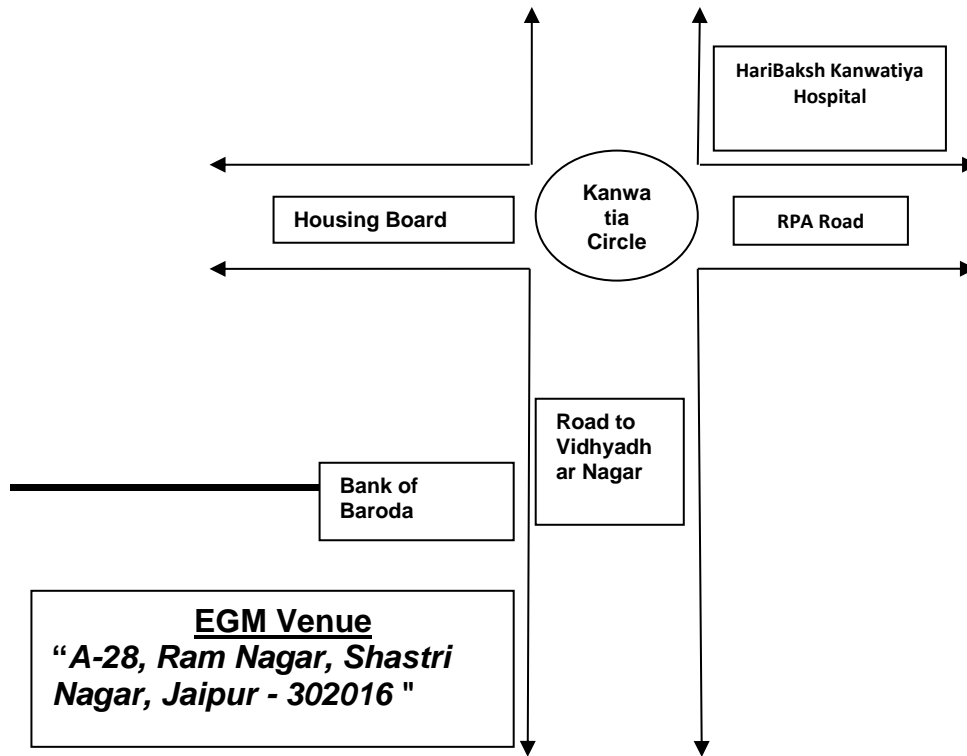 HariBaksh Kanwatiya
Hospital
Kanwa
tia
Circle
Housing Board
RPA Road
Road to
Vidhyadh
ar Nagar
Bank of
Baroda
EGM Venue
“A-28, Ram Nagar, Shastri
Nagar, Jaipur - 302016 "